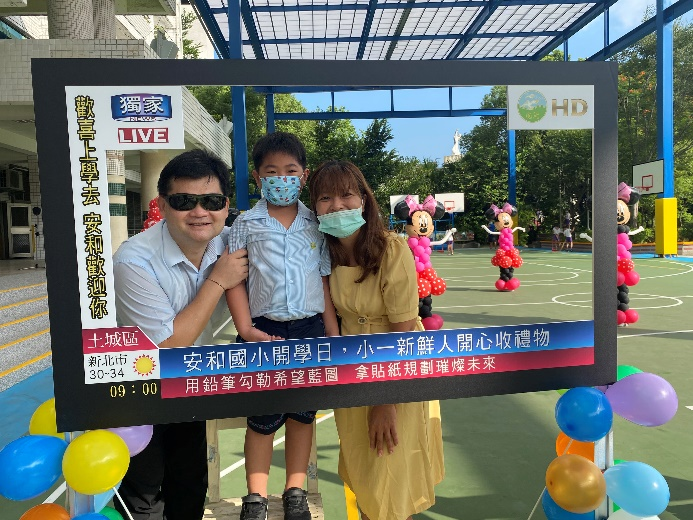 歡喜上學去 安和歡迎你
獨家
NEWS
LIVE
HD
土城區
新北市
30-34
09:00
安和國小開學日，小一新鮮人開心收禮物
用鉛筆勾勒希望藍圖 拿貼紙規劃璀燦未來